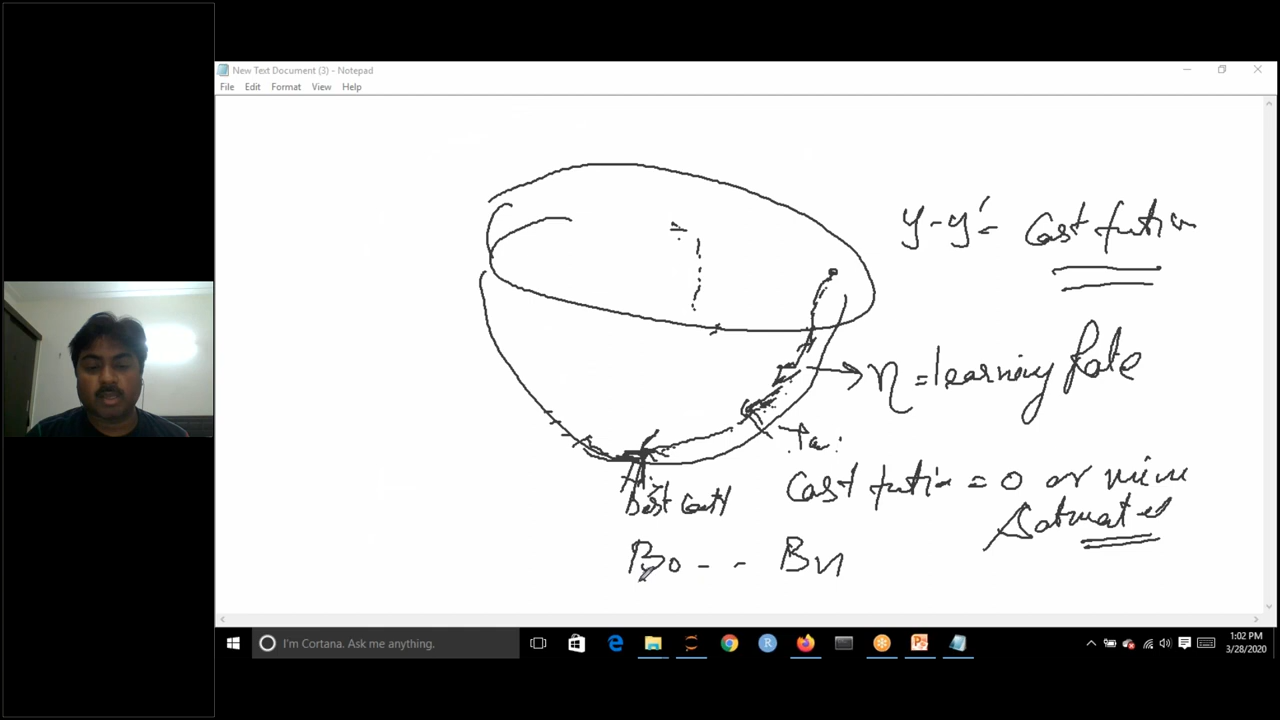 New Text Document (3) - Notepad
File Edit Format View Help
y - y' = Cost function
η = learning Rate
Cost function = 0 or mini
Saturated
Best Coeff
B0 - - Bn
I'm Cortana. Ask me anything.
1:02 PM
3/28/2020